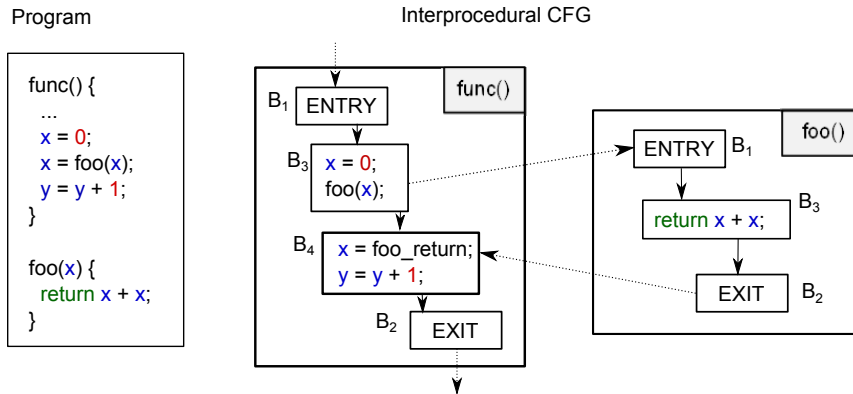 Program
Interprocedural CFG
func() {
...
x = 0;
x = foo(x);
y = y + 1;
}
foo(x) {
return x + x;
}
func()
B1
ENTRY
B3
x = 0;
foo(x);
B4
x = foo_return;
y = y + 1;
B2
EXIT
foo()
ENTRY
B1
B3
return x + x;
EXIT
B2